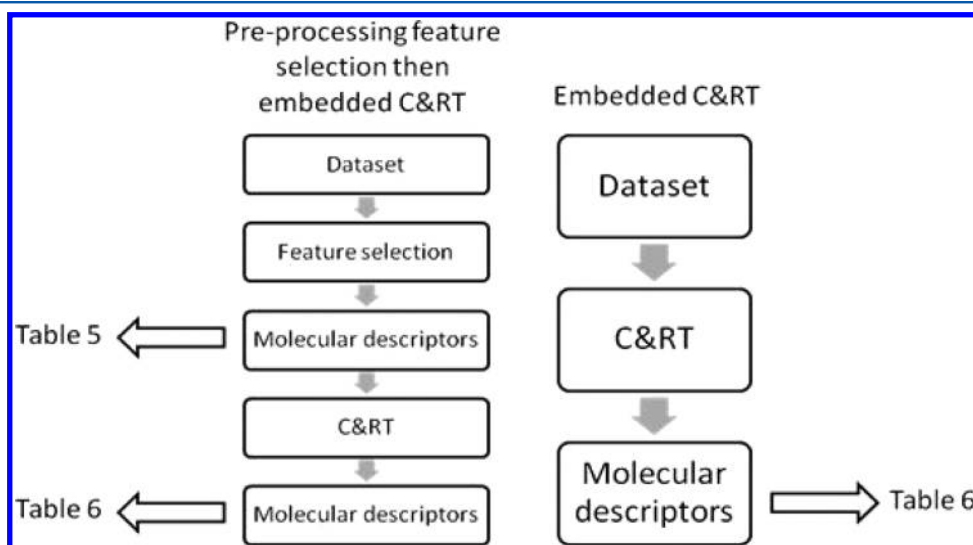 Pre-processing feature
selection then
embedded C&RT
Dataset
Feature selection
Table 5
Molecular descriptors
C&RT
Table 6
Molecular descriptors
Embedded C&RT
Dataset
C&RT
Molecular
descriptors
Table 6